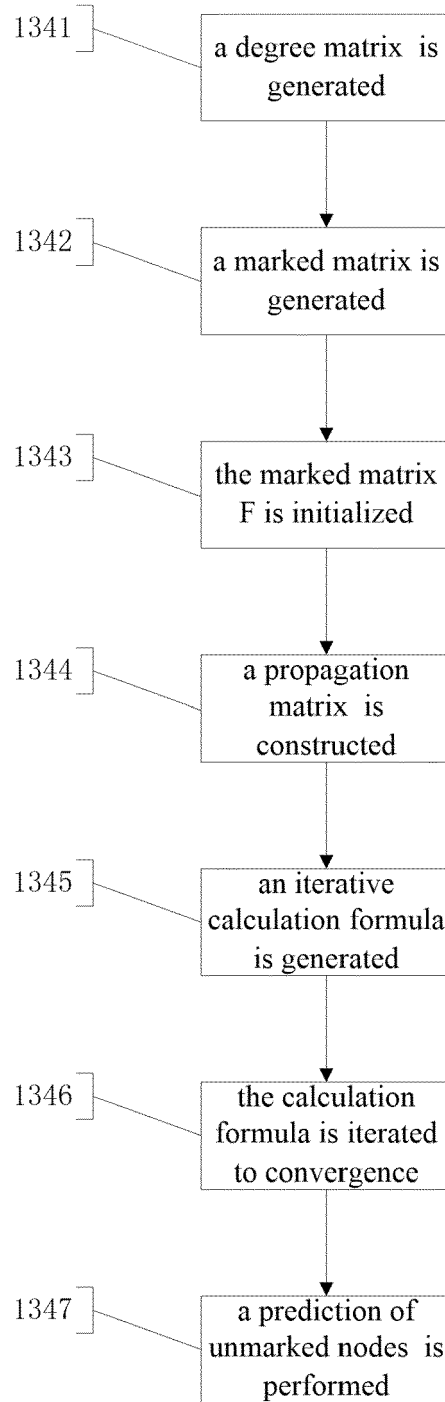 1341
a degree matrix is
generated
1342
a marked matrix is
generated
1343
the marked matrix
F is initialized
1344
a propagation
matrix is
constructed
1345
an iterative
calculation formula
is generated
1346
the calculation
formula is iterated
to convergence
1347
a prediction of
unmarked nodes is
performed